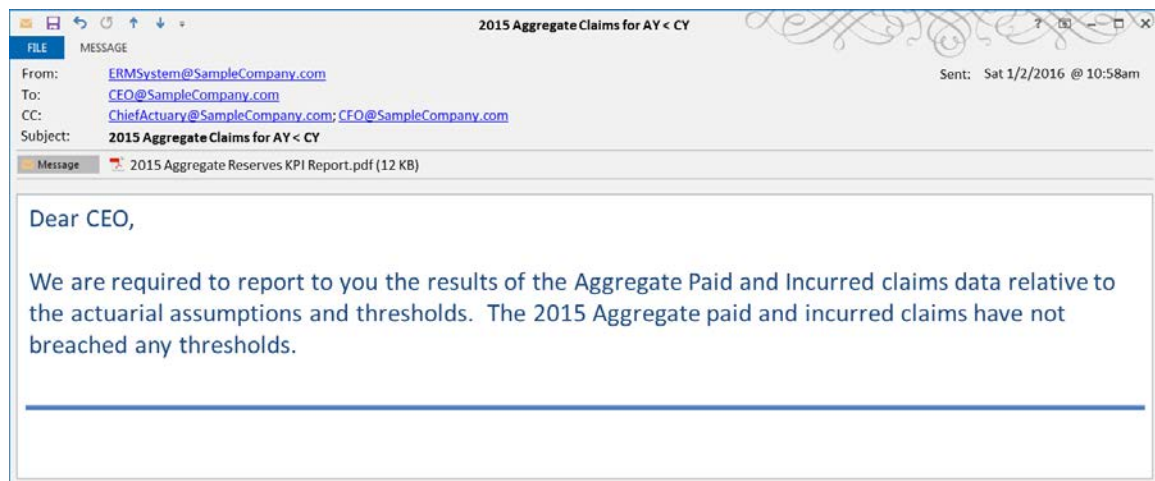 2015 Aggregate Claims for AY < CY
FILE MESSAGE
From: ERMSystem@SampleCompany.com Sent: Sat 1/2/2016 @ 10:58am
To: CEO@SampleCompany.com
CC: ChiefActuary@SampleCompany.com; CFO@SampleCompany.com
Subject: 2015 Aggregate Claims for AY < CY
Message 2015 Aggregate Reserves KPI Report.pdf (12 KB)
Dear CEO,
We are required to report to you the results of the Aggregate Paid and Incurred claims data relative to
the actuarial assumptions and thresholds. The 2015 Aggregate paid and incurred claims have not
breached any thresholds.